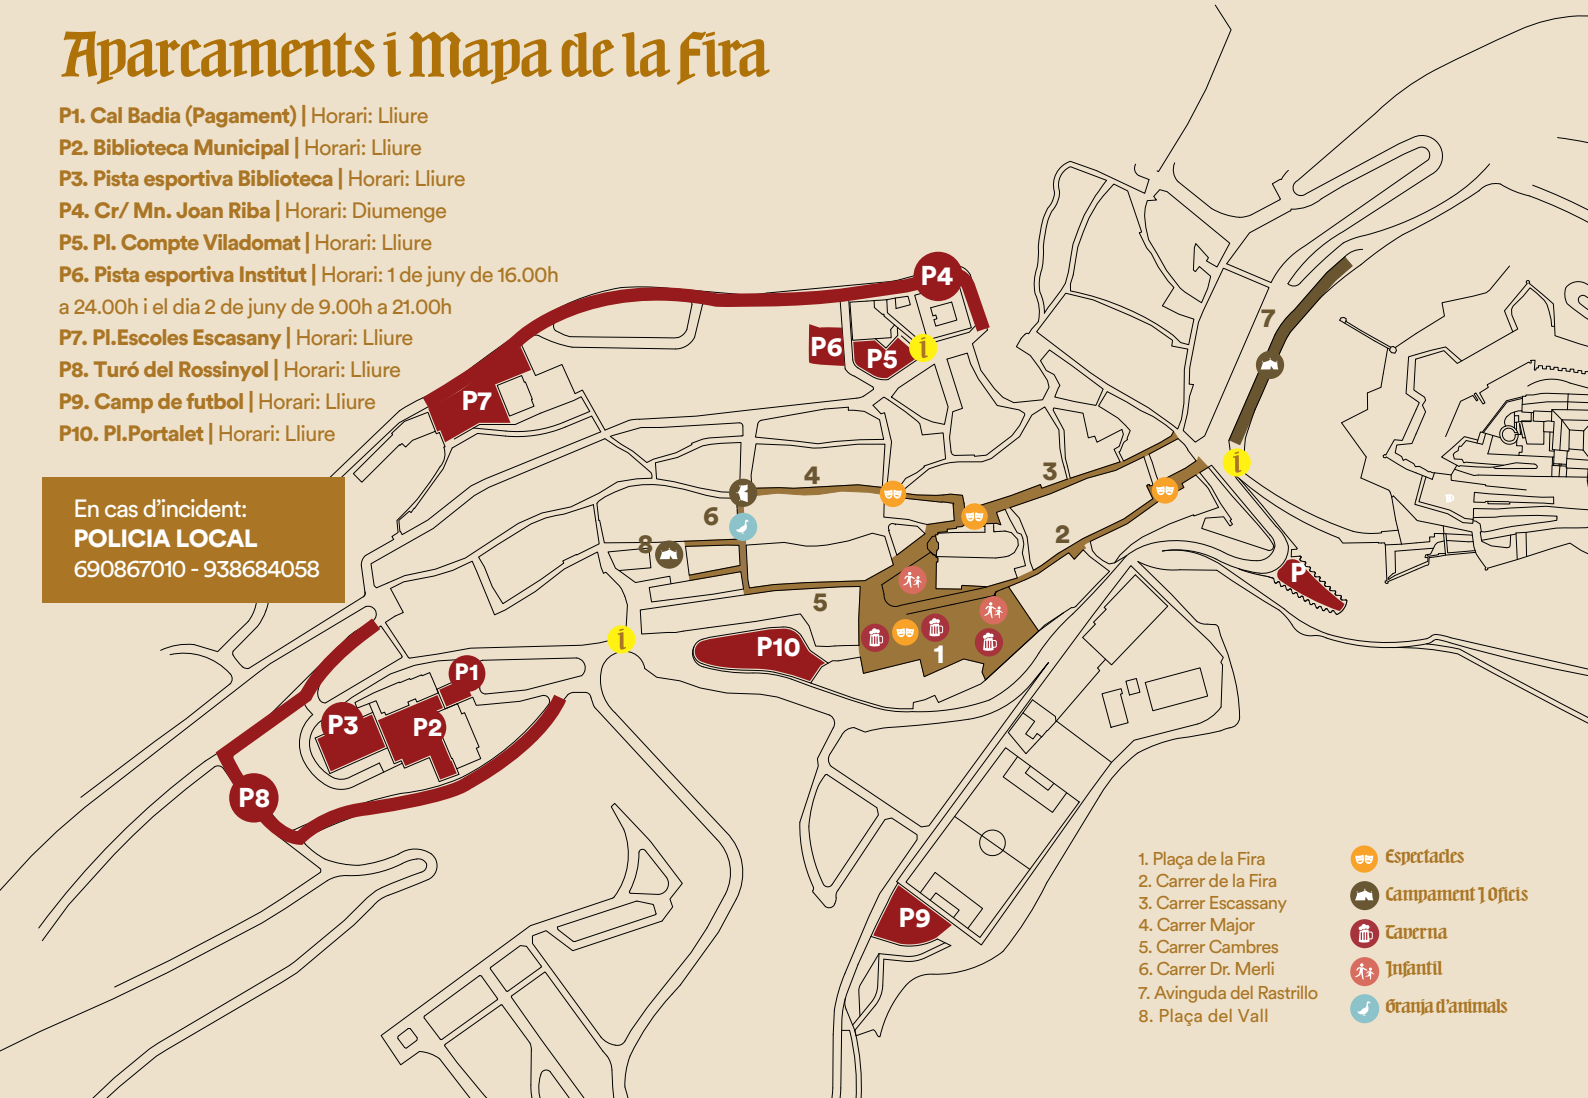 Aparcaments i Mapa de la Fira
P1. Cal Badia (Pagament) | Horari: Lliure
P2. Biblioteca Municipal | Horari: Lliure
P3. Pista esportiva Biblioteca | Horari: Lliure
P4. Cr/ Mn. Joan Riba | Horari: Diumenge
P5. Pl. Compte Viladomat | Horari: Lliure
P6. Pista esportiva Institut | Horari: 1 de juny de 16.00h
a 24.00h i el dia 2 de juny de 9.00h a 21.00h
P7. Pl.Escoles Escasany | Horari: Lliure
P8. Turó del Rossinyol | Horari: Lliure
P9. Camp de futbol | Horari: Lliure
P10. Pl.Portalet | Horari: Lliure
En cas d'incident:
POLICIA LOCAL
690867010 - 938684058
P4
7
P6
P5
i
P7
4
3
i
6
2
8
P
5
i
P10
1
P1
P3
P2
P8
P9
1. Plaça de la Fira
2. Carrer de la Fira
3. Carrer Escassany
4. Carrer Major
5. Carrer Cambres
6. Carrer Dr. Merli
7. Avinguda del Rastrillo
8. Plaça del Vall
Espectacles
Campament I Oficis
Taverna
Infantil
Granja d'animals